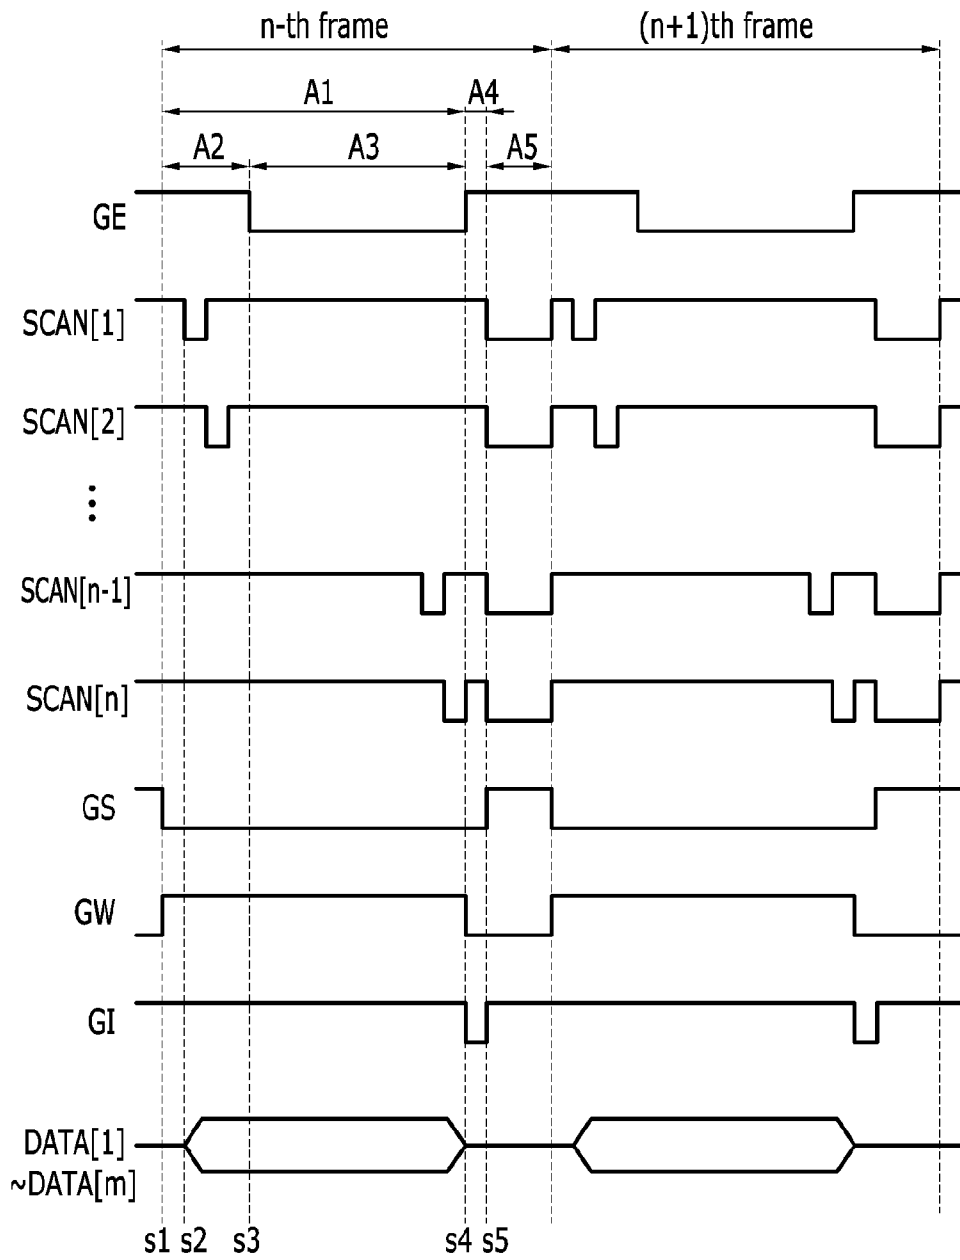 n-th frame (n+1)th frame
A1 A4
A2 A3 A5
GE
SCAN[1]
SCAN[2]
SCAN[n-1]
SCAN[n]
GS
GW
GI
DATA[1]
~DATA[m]
s1 s2 s3 s4 s5